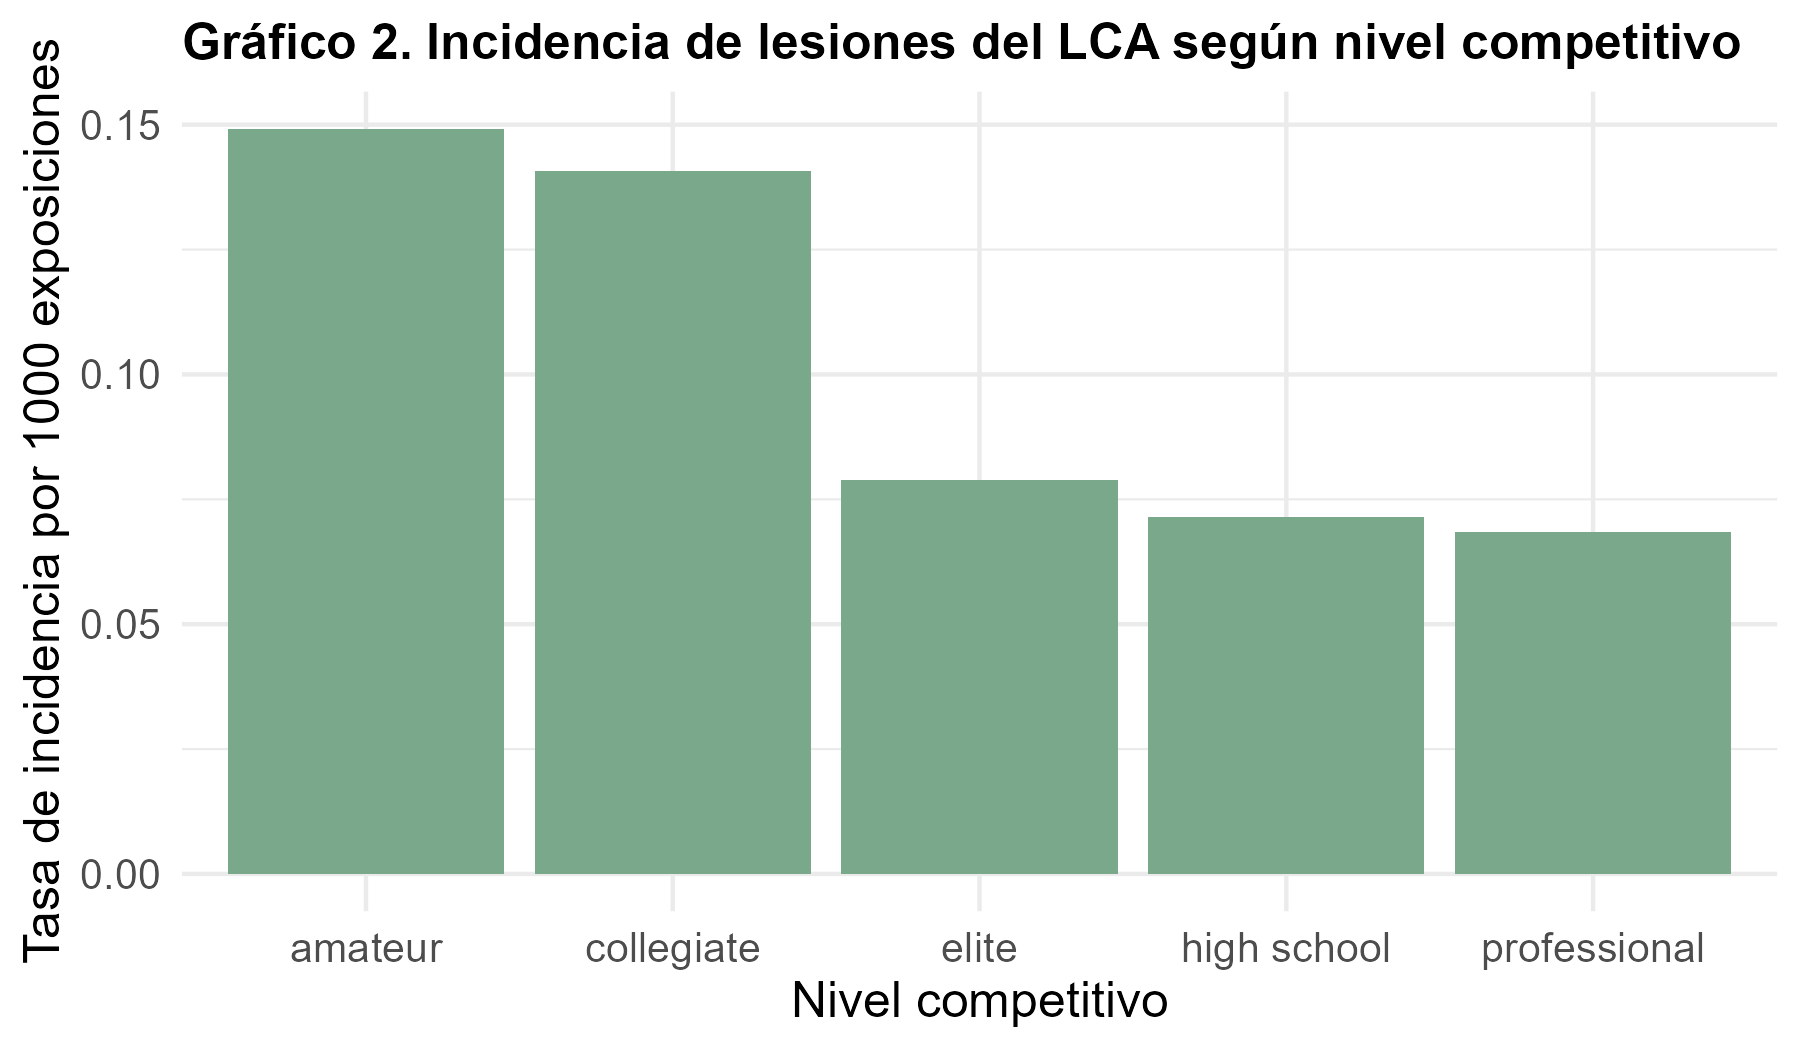 Gráfico 2. Incidencia de lesiones del LCA según nivel competitivo
Tasa de incidencia por 1000 exposiciones
0.15
0.10
0.05
0.00
amateur
collegiate
elite
high school
professional
Nivel competitivo